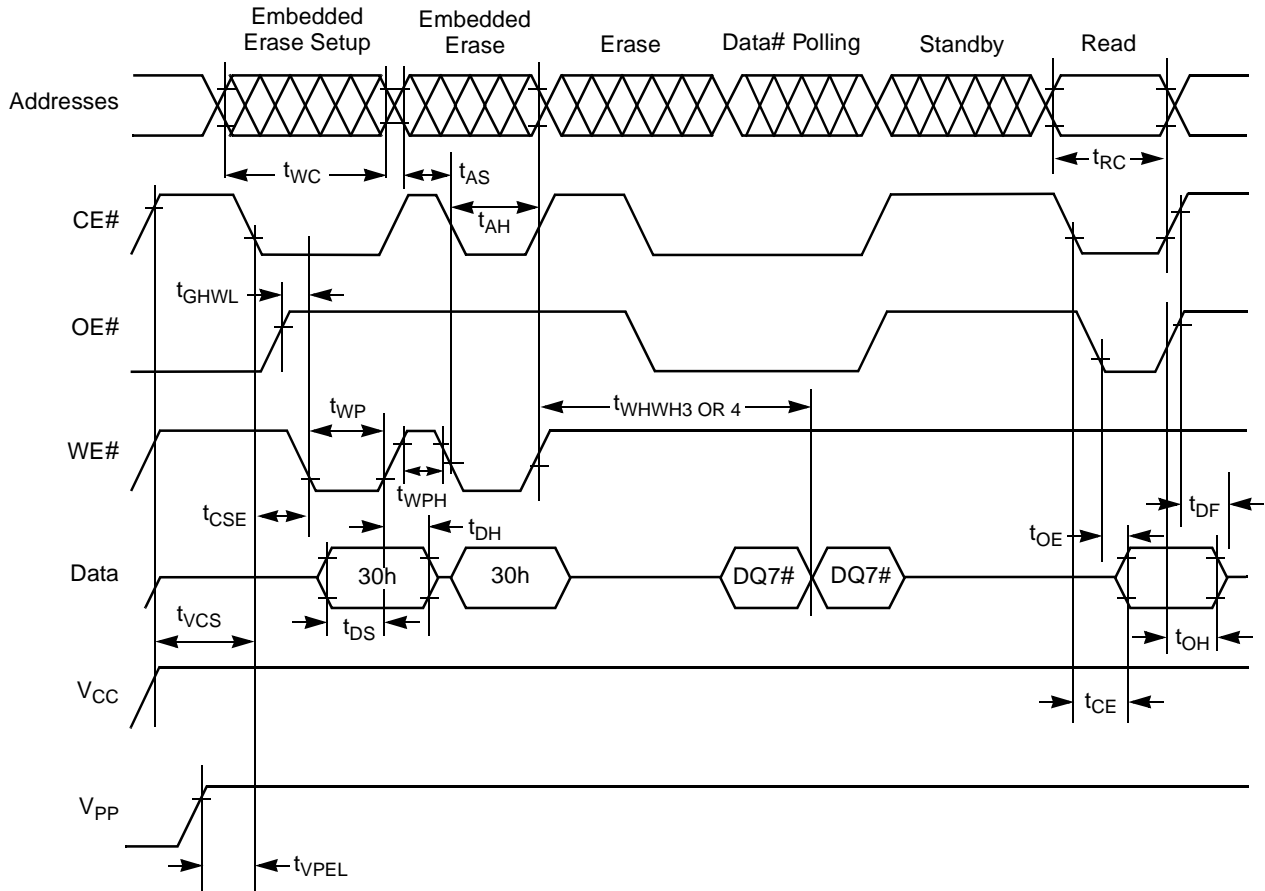 Embedded
Erase Setup
Embedded
Erase
Erase
Data# Polling
Standby
Read
Addresses
tWC
tAS
tRC
CE#
tAH
tGHWL
OE#
tWP
tWHWH3 OR 4
WE#
tWPH
tCSE
tDH
tDF
tOE
Data
30h
30h
DQ7#
DQ7#
tVCS
tDS
tOH
VCC
tCE
VPP
tVPEL